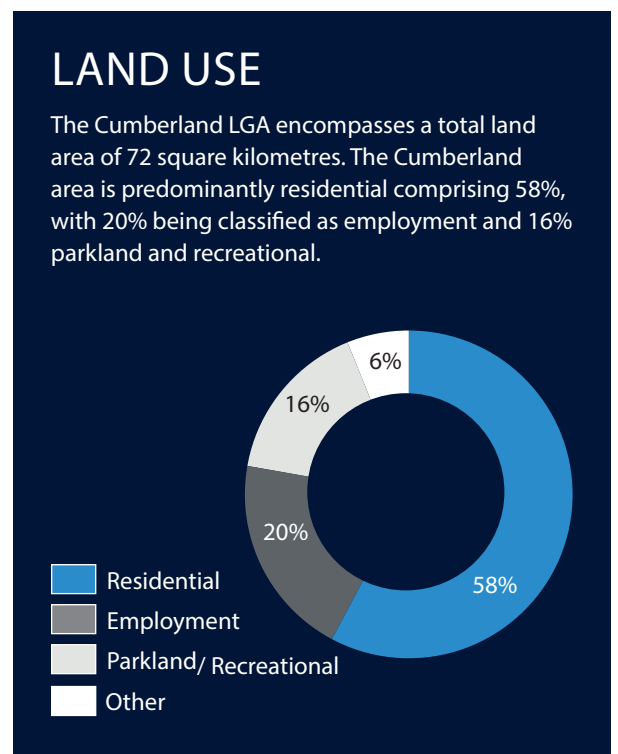 LAND USE
The Cumberland LGA encompasses a total land
area of 72 square kilometres. The Cumberland
area is predominantly residential comprising 58%,
with 20% being classified as employment and 16%
parkland and recreational.
6%
16%
20%
58%
Residential
Employment
Parkland/ Recreational
Other